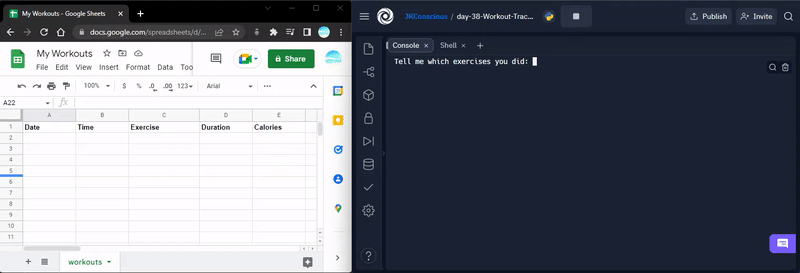 My Workouts - Google Sheets
docs.google.com/spreadsheets/d/...
My Workouts
File Edit View Insert Format Data Too
Share
100% $ % .0 .00 123 Arial
A22 fx
A B C D E
1 Date Time Exercise Duration Calories
2
3
4
5
6
7
8
9
10
11
workouts
JKConscious / day-38-Workout-Trac...
Publish
Invite
Console
Shell
Tell me which exercises you did: